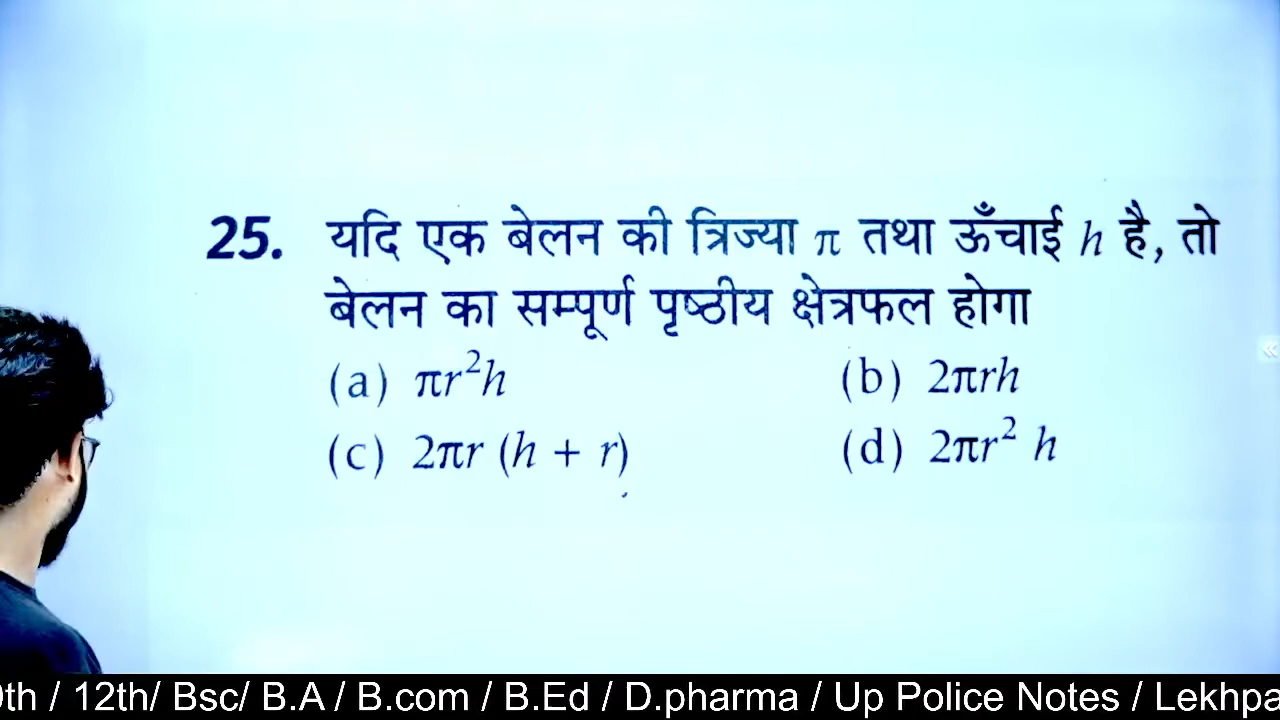 25. यदि एक बेलन की त्रिज्या π तथा ऊँचाई h है, तो
बेलन का सम्पूर्ण पृष्ठीय क्षेत्रफल होगा
(a) πr²h (b) 2πrh
(c) 2πr (h + r) (d) 2πr² h
0th / 12th/ Bsc/ B.A / B.com / B.Ed / D.pharma / Up Police Notes / Lekhpa